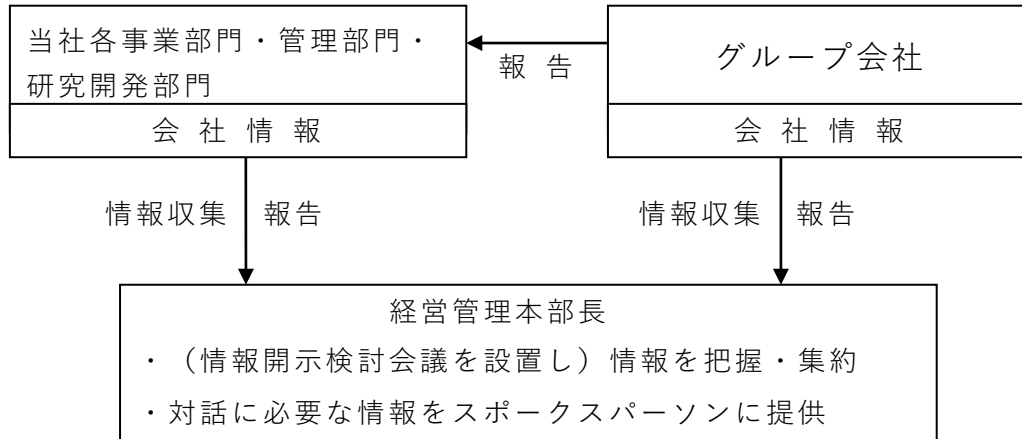 当社各事業部門・管理部門・
研究開発部門
会社情報
報告
グループ会社
会社情報
情報収集 報告
情報収集 報告
経営管理本部長
・（情報開示検討会議を設置し）情報を把握・集約
・対話に必要な情報をスポークスパーソンに提供